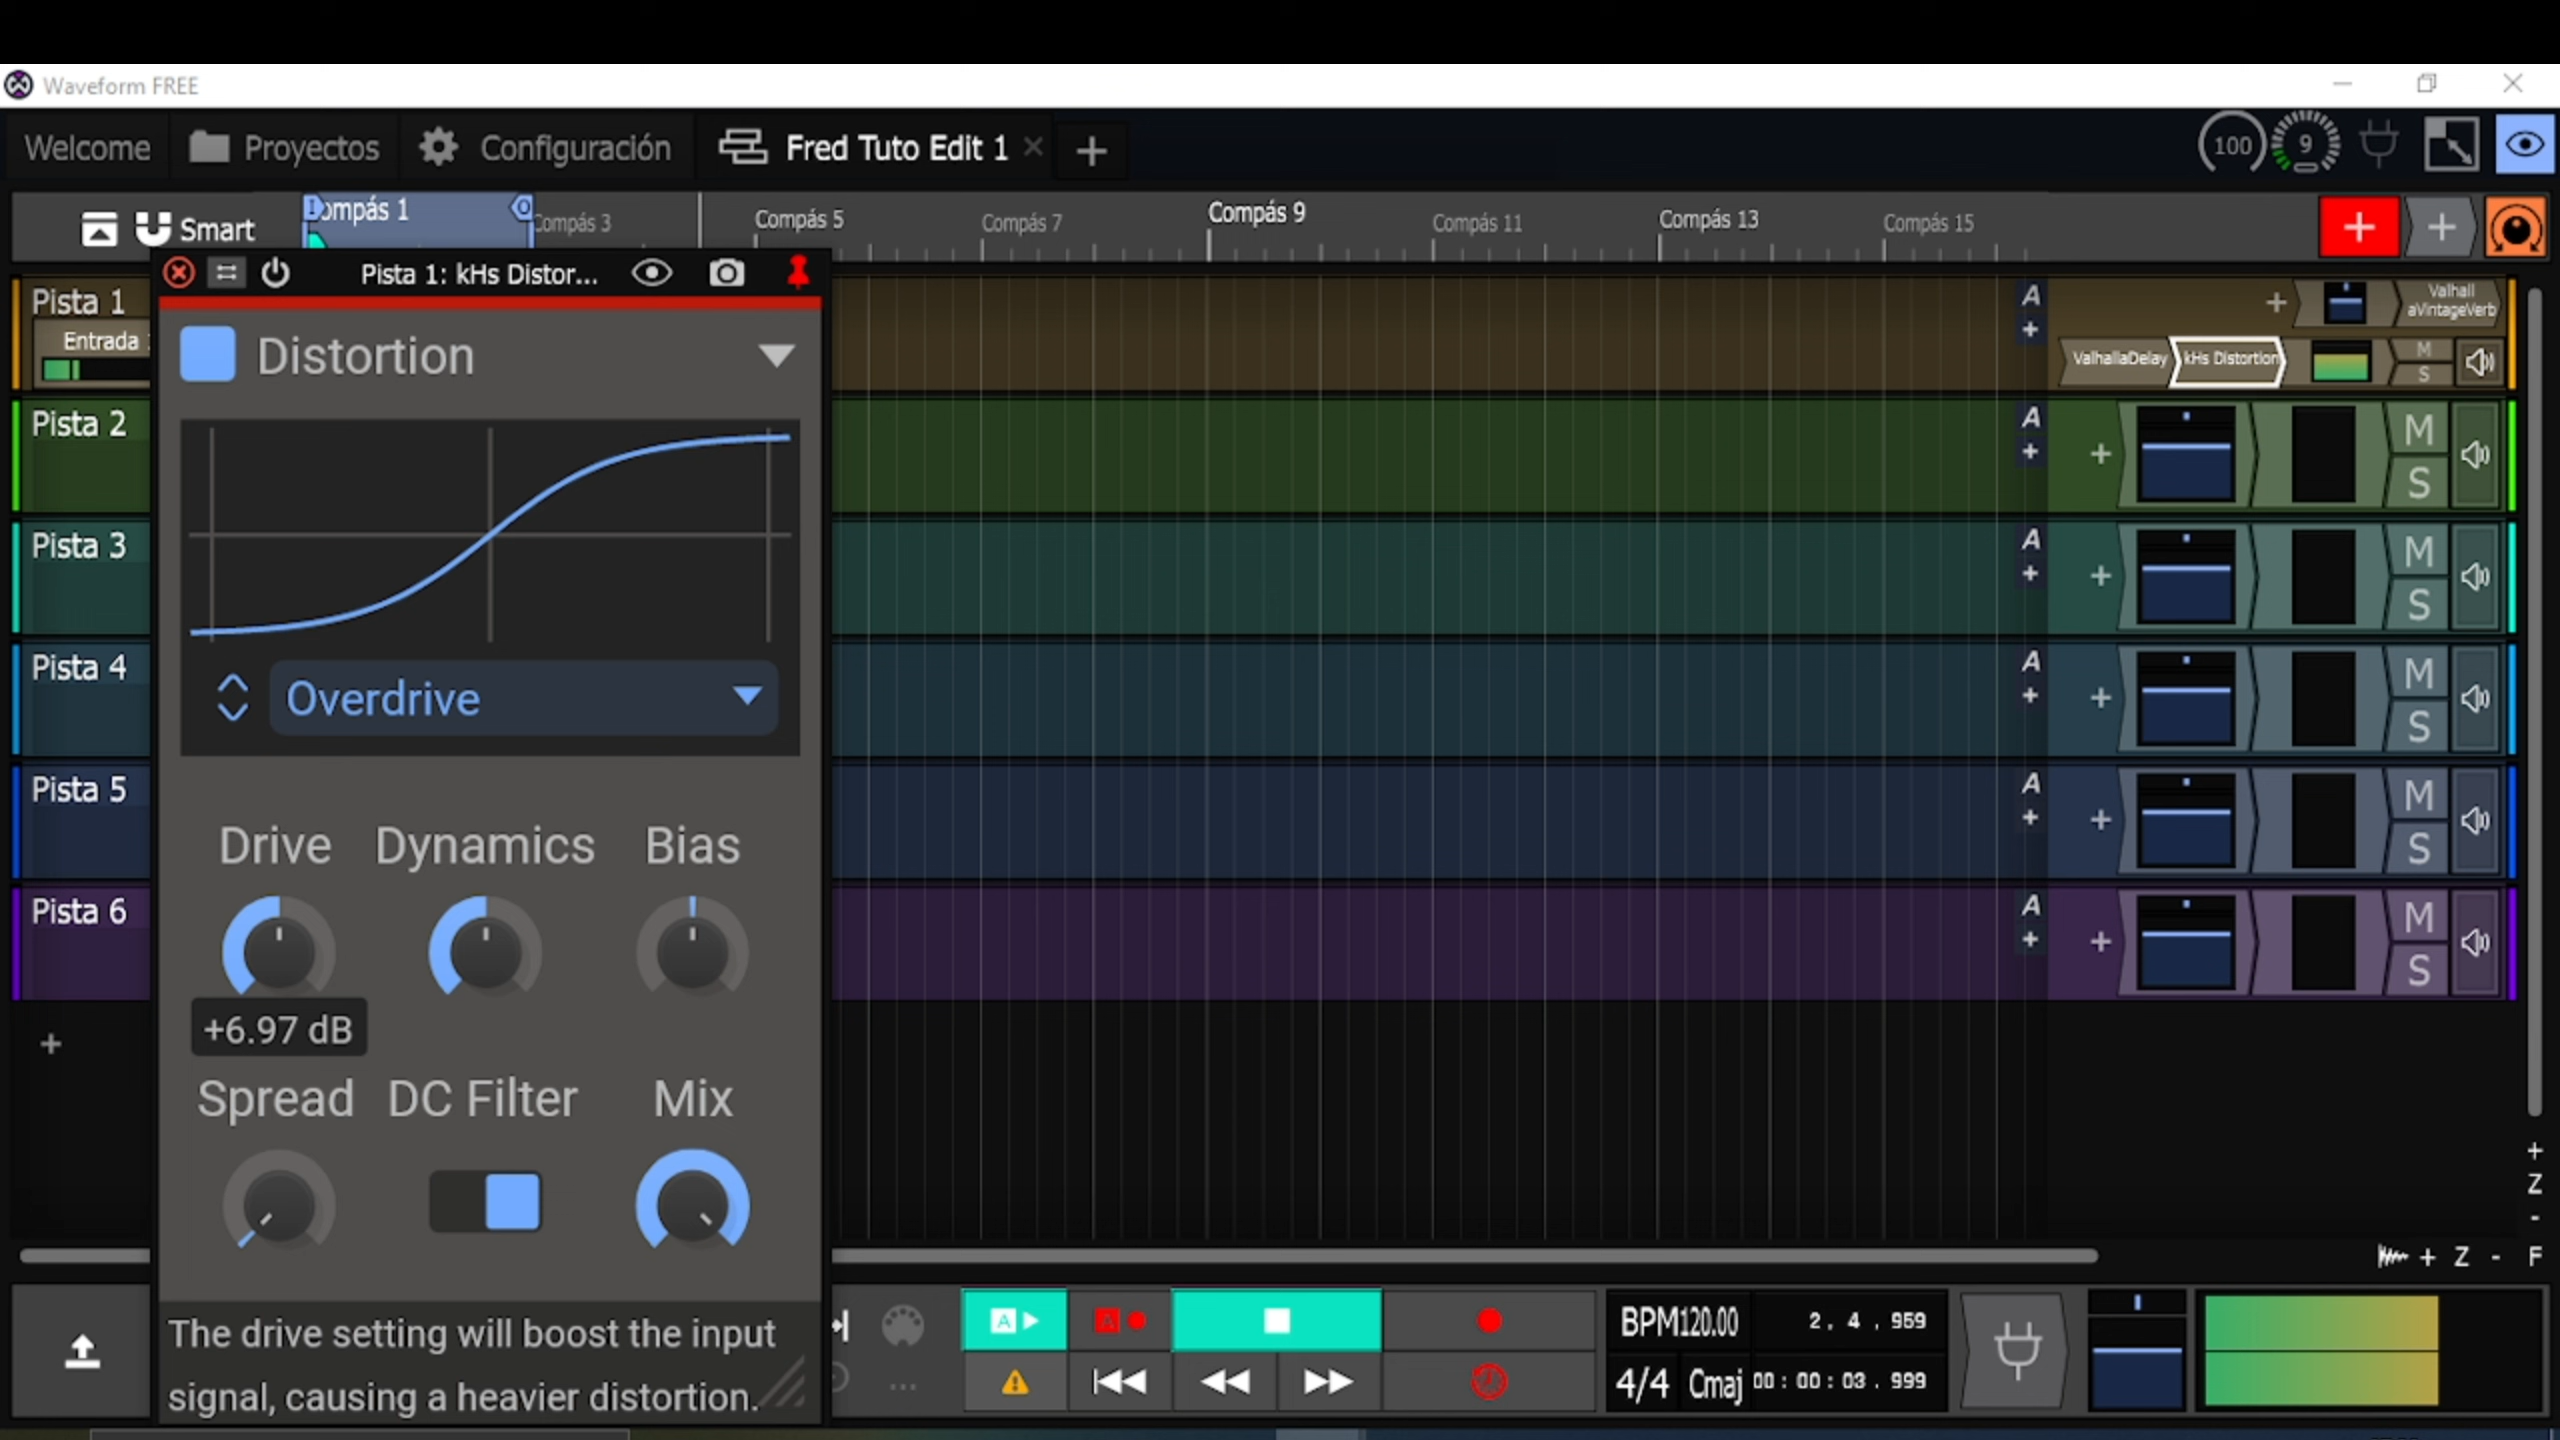 Waveform FREE
Welcome Proyectos Configuración Fred Tuto Edit 1
100 9
Smart
Compás 3 Compás 5 Compás 7 Compás 9 Compás 11 Compás 13 Compás 15
ompás 1
Pista 1: kHs Distor...
Pista 1
Entrada
Valhall
aVintageVerb
ValhallaDelay kHs Distortion
M
S
A
Distortion
Overdrive
Drive Dynamics Bias
+6.97 dB
Spread DC Filter Mix
The drive setting will boost the input
signal, causing a heavier distortion.
Pista 2
A
M
S
Pista 3
A
M
S
Pista 4
A
M
S
Pista 5
A
M
S
Pista 6
A
M
S
+
Z
-
+ Z - F
A A
BPM120.00 2. 4 . 959
4/4 Cmaj 00 : 00 : 03 . 999